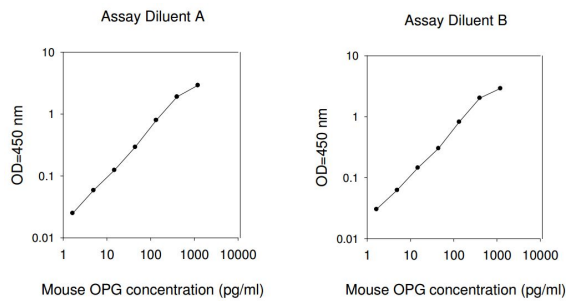 Assay Diluent A
10
1
0.1
0.01
OD=450 nm
1 10 100 1000 10000
Mouse OPG concentration (pg/ml)
Assay Diluent B
10
1
0.1
0.01
OD=450 nm
1 10 100 1000 10000
Mouse OPG concentration (pg/ml)